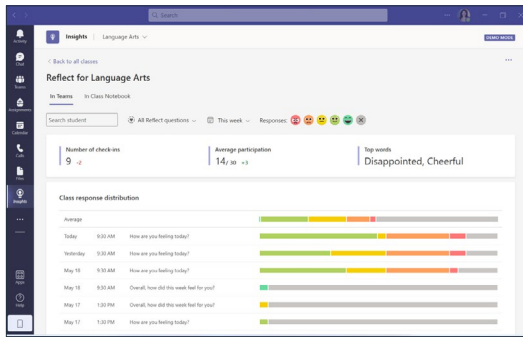 Search
Insights | Language Arts
DEMO MODE
Activity
Chat
Teams
Assignments
Calendar
Calls
Files
Insights
Apps
Help
< Back to all classes
Reflect for Language Arts
In Teams In Class Notebook
Search student All Reflect questions This week Responses:
Number of check-ins
9 -2
Average participation
14/ 30 +3
Top words
Disappointed, Cheerful
Class response distribution
Average
Today 9:30 AM How are you feeling today?
Yesterday 9:30 AM How are you feeling today?
May 18 9:30 AM How are you feeling today?
May 18 8:50 AM Overall, how did this week feel for you?
May 17 1:30 PM Overall, how did this week feel for you?
May 17 1:30 PM How are you feeling today?